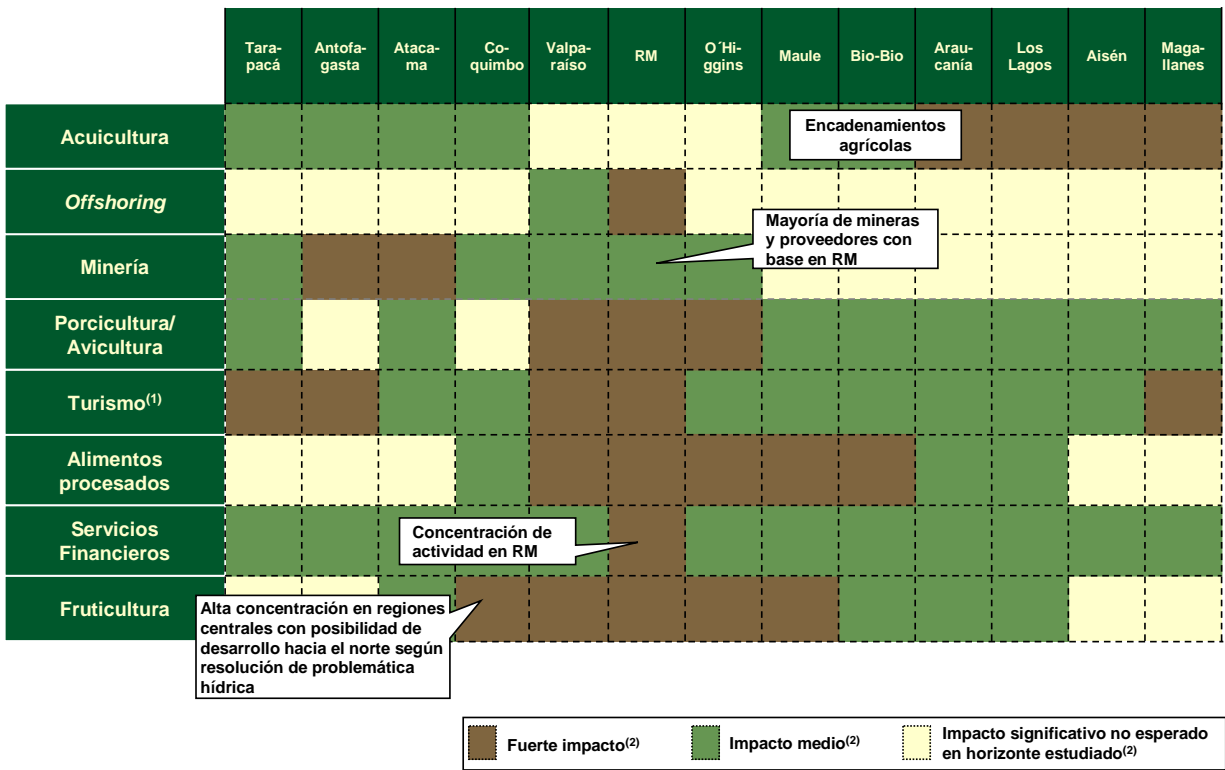 Tara-
pacá
Antofa-
gasta
Ataca-
ma
Co-
quimbo
Valpa-
raíso
RM
O´Hi-
ggins
Maule
Bio-Bio
Arau-
canía
Los
Lagos
Aisén
Maga-
llanes
Acuicultura
Encadenamientos
agrícolas
Offshoring
Mayoría de mineras
y proveedores con
base en RM
Minería
Porcicultura/
Avicultura
Turismo(1)
Alimentos
procesados
Servicios
Financieros
Concentración de
actividad en RM
Fruticultura
Alta concentración en regiones
centrales con posibilidad de
desarrollo hacia el norte según
resolución de problemática
hídrica
Fuerte impacto(2)
Impacto medio(2)
Impacto significativo no esperado
en horizonte estudiado(2)